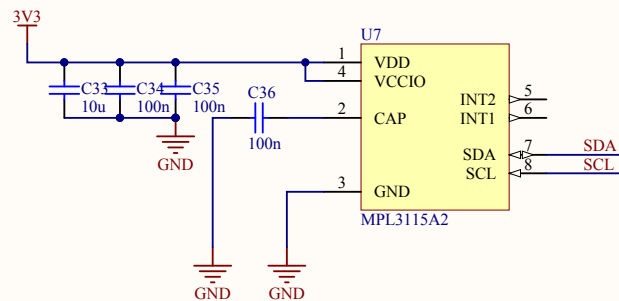 3V3
U7
1 VDD
4 VCCIO
C33
10u
C34
100n
C35
100n
C36
100n
2 CAP
INT2 5
INT1 6
SDA 7 SDA
SCL 8 SCL
3 GND
GND
MPL3115A2
GND
GND